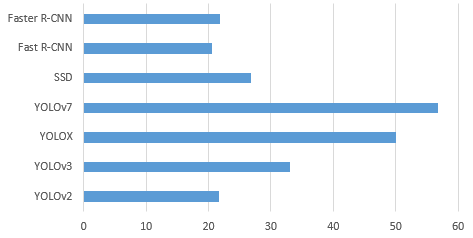 Faster R-CNN
Fast R-CNN
SSD
YOLOv7
YOLOX
YOLOv3
YOLOv2
0 10 20 30 40 50 60